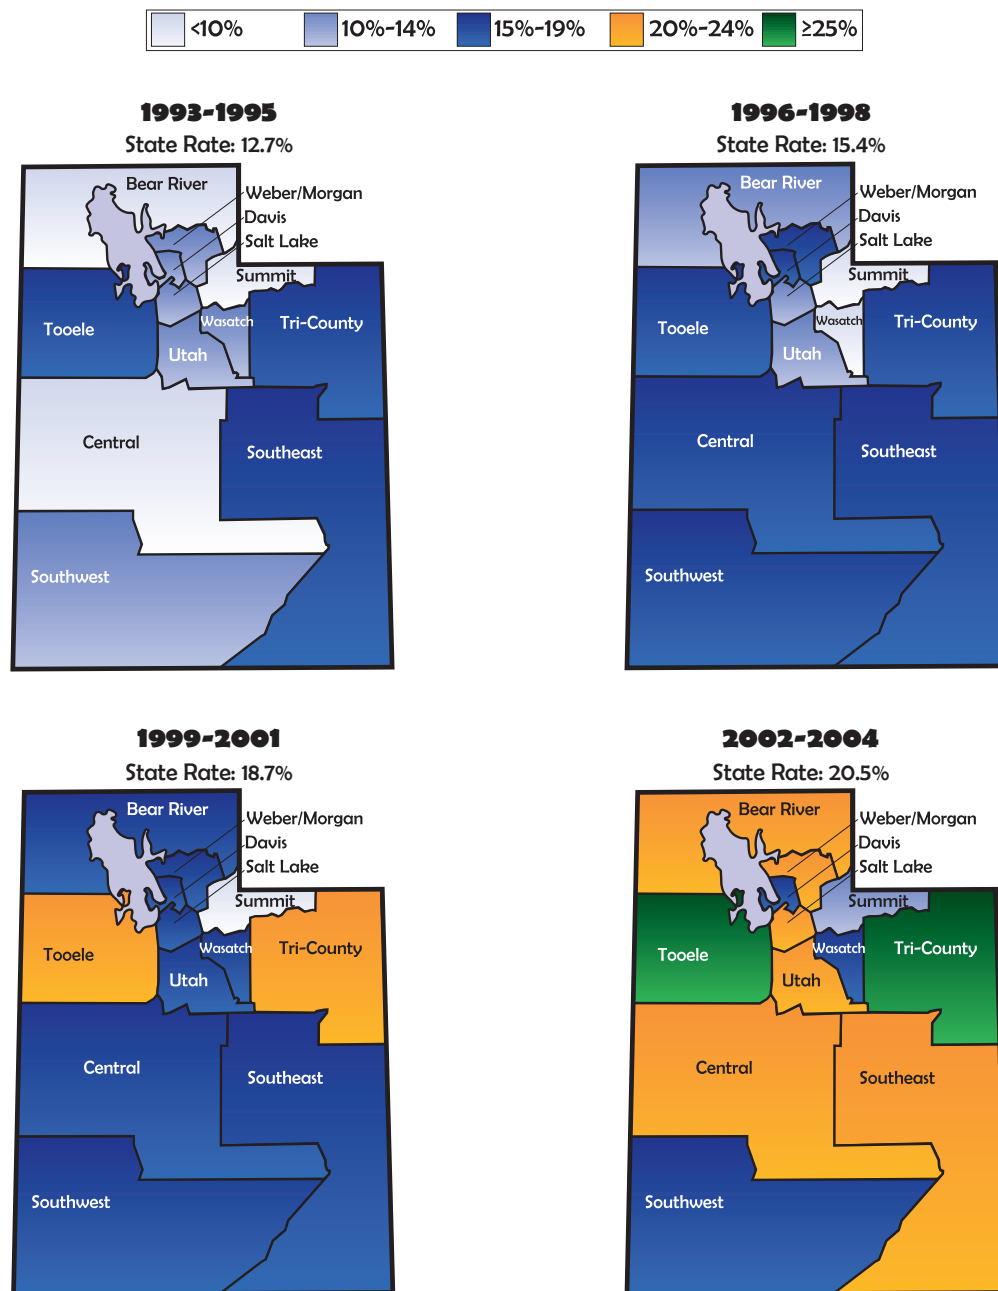 <10% 10%-14% 15%-19% 20%-24% ≥25%
1993-1995
State Rate: 12.7%
Bear River
Weber/Morgan
Davis
Salt Lake
Summit
Tooele
Wasatch
Tri-County
Utah
Central
Southeast
Southwest
1996-1998
State Rate: 15.4%
Bear River
Weber/Morgan
Davis
Salt Lake
Summit
Tooele
Wasatch
Tri-County
Utah
Central
Southeast
Southwest
1999-2001
State Rate: 18.7%
Bear River
Weber/Morgan
Davis
Salt Lake
Summit
Tooele
Wasatch
Tri-County
Utah
Central
Southeast
Southwest
2002-2004
State Rate: 20.5%
Bear River
Weber/Morgan
Davis
Salt Lake
Summit
Tooele
Wasatch
Tri-County
Utah
Central
Southeast
Southwest